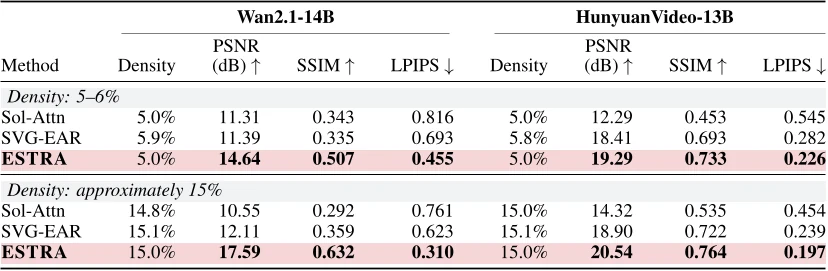 Wan2.1-14B HunyuanVideo-13B
PSNR PSNR
Method Density (dB) ↑ SSIM ↑ LPIPS ↓ Density (dB) ↑ SSIM ↑ LPIPS ↓
Density: 5–6%
Sol-Attn 5.0% 11.31 0.343 0.816 5.0% 12.29 0.453 0.545
SVG-EAR 5.9% 11.39 0.335 0.693 5.8% 18.41 0.693 0.282
ESTRA 5.0% 14.64 0.507 0.455 5.0% 19.29 0.733 0.226
Density: approximately 15%
Sol-Attn 14.8% 10.55 0.292 0.761 15.0% 14.32 0.535 0.454
SVG-EAR 15.1% 12.11 0.359 0.623 15.1% 18.90 0.722 0.239
ESTRA 15.0% 17.59 0.632 0.310 15.0% 20.54 0.764 0.197